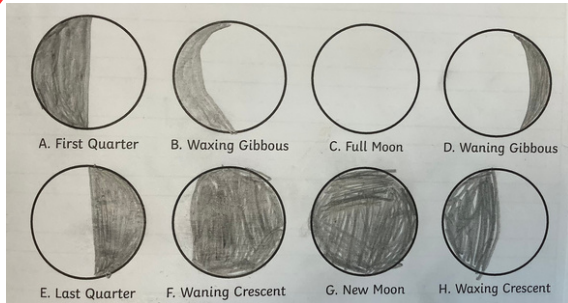 A. First Quarter
B. Waxing Gibbous
C. Full Moon
D. Waning Gibbous
E. Last Quarter
F. Waning Crescent
G. New Moon
H. Waxing Crescent